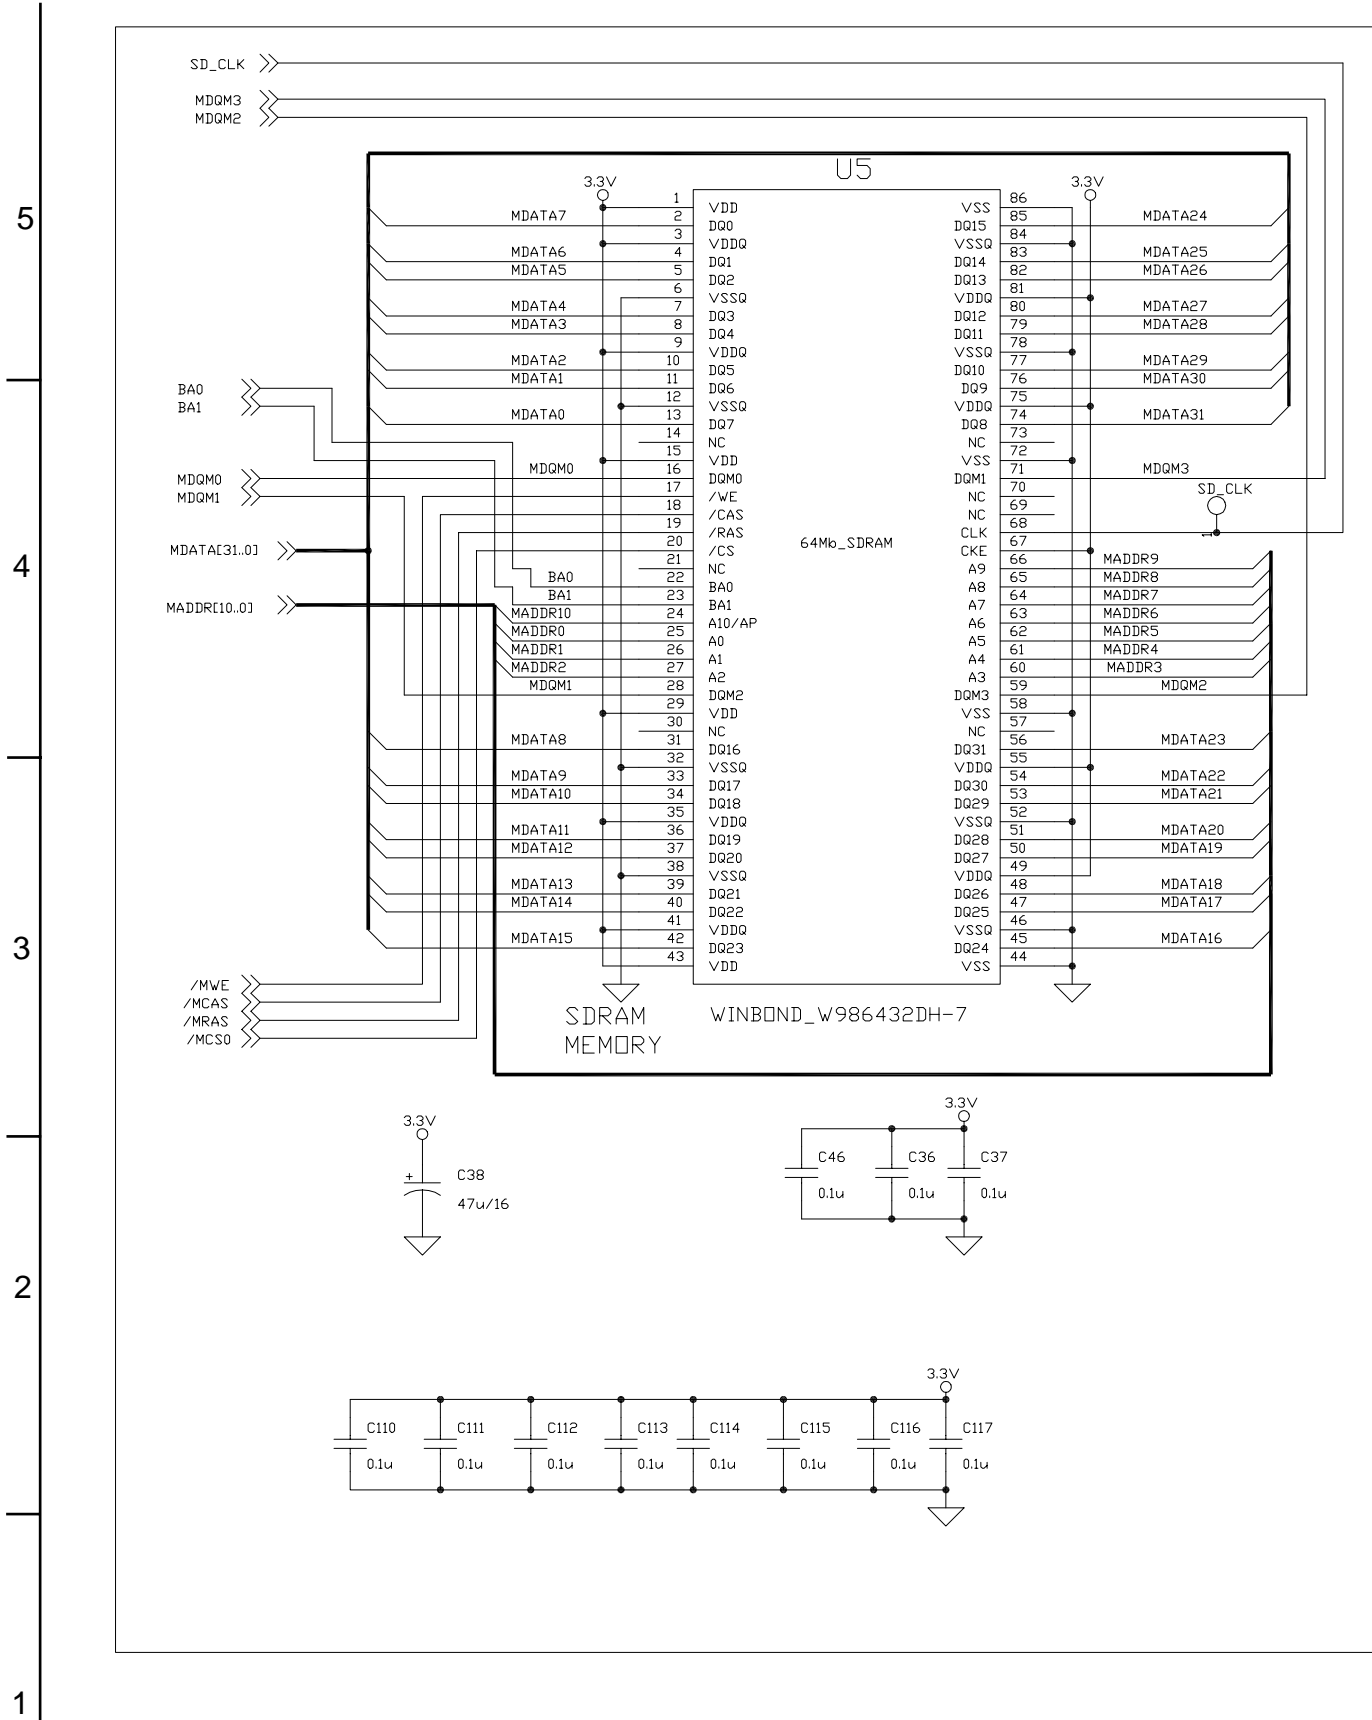 SD_CLK
MDQM3
MDQM2
U5
3.3V 3.3V
1 VDD VSS 86
MDATA7 2 DQ0 DQ15 85 MDATA24
3 VDDQ VSSQ 84
MDATA6 4 DQ1 DQ14 83 MDATA25
MDATA5 5 DQ2 DQ13 82 MDATA26
6 VSSQ VDDQ 81
MDATA4 7 DQ3 DQ12 80 MDATA27
MDATA3 8 DQ4 DQ11 79 MDATA28
9 VDDQ VSSQ 78
MDATA2 10 DQ5 DQ10 77 MDATA29
MDATA1 11 DQ6 DQ9 76 MDATA30
12 VSSQ VDDQ 75
MDATA0 13 DQ7 DQ8 74 MDATA31
14 NC NC 73
15 VDD VSS 72
MDQM0 16 DQM0 DQM1 71 MDQM3
17 /WE NC 70
18 /CAS NC 69
19 /RAS CLK 68
20 /CS CKE 67
21 NC A9 66 MADDR9
BA0 22 BA0 A8 65 MADDR8
BA1 23 BA1 A7 64 MADDR7
MADDR10 24 A10/AP A6 63 MADDR6
MADDR0 25 A0 A5 62 MADDR5
MADDR1 26 A1 A4 61 MADDR4
MADDR2 27 A2 A3 60 MADDR3
MDQM1 28 DQM2 DQM3 59 MDQM2
29 VDD VSS 58
30 NC NC 57
MDATA8 31 DQ16 DQ31 56 MDATA23
32 VSSQ VDDQ 55
MDATA9 33 DQ17 DQ30 54 MDATA22
MDATA10 34 DQ18 DQ29 53 MDATA21
35 VDDQ VSSQ 52
MDATA11 36 DQ19 DQ28 51 MDATA20
MDATA12 37 DQ20 DQ27 50 MDATA19
38 VSSQ VDDQ 49
MDATA13 39 DQ21 DQ26 48 MDATA18
MDATA14 40 DQ22 DQ25 47 MDATA17
41 VDDQ VSSQ 46
MDATA15 42 DQ23 DQ24 45 MDATA16
43 VDD VSS 44
64Mb_SDRAM
SD_CLK
1
BA0
BA1
MDQM0
MDQM1
MDATA[31..0]
MADDR[10..0]
/MWE
/MCAS
/MRAS
/MCS0
SDRAM
MEMORY
WINBOND_W986432DH-7
3.3V
+
C38
47u/16
3.3V
C46 C36 C37
0.1u 0.1u 0.1u
3.3V
C110 C111 C112 C113 C114 C115 C116 C117
0.1u 0.1u 0.1u 0.1u 0.1u 0.1u 0.1u 0.1u
5
4
3
2
1